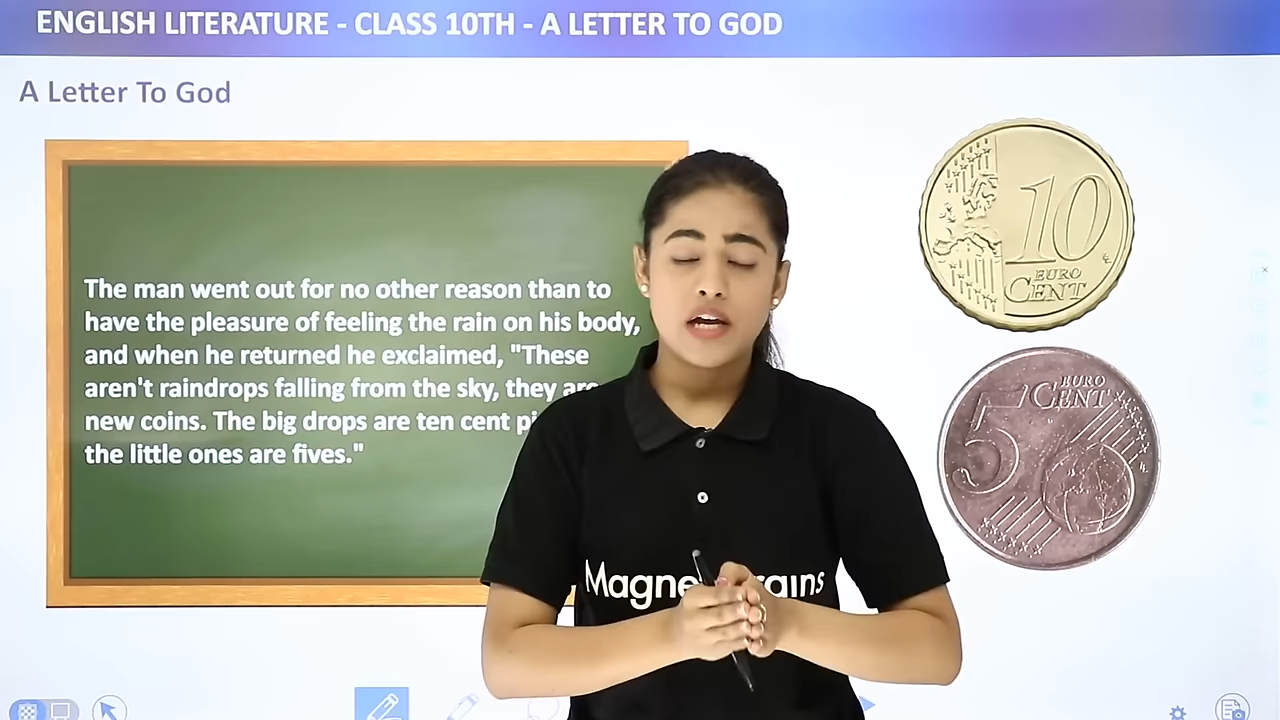 ENGLISH LITERATURE - CLASS 10TH - A LETTER TO GOD
A Letter To God
The man went out for no other reason than to
have the pleasure of feeling the rain on his body,
and when he returned he exclaimed, "These
aren't raindrops falling from the sky, they
new coins. The big drops are ten cent
the little ones are fives."
10
EURO
CENT
5
EURO
CENT